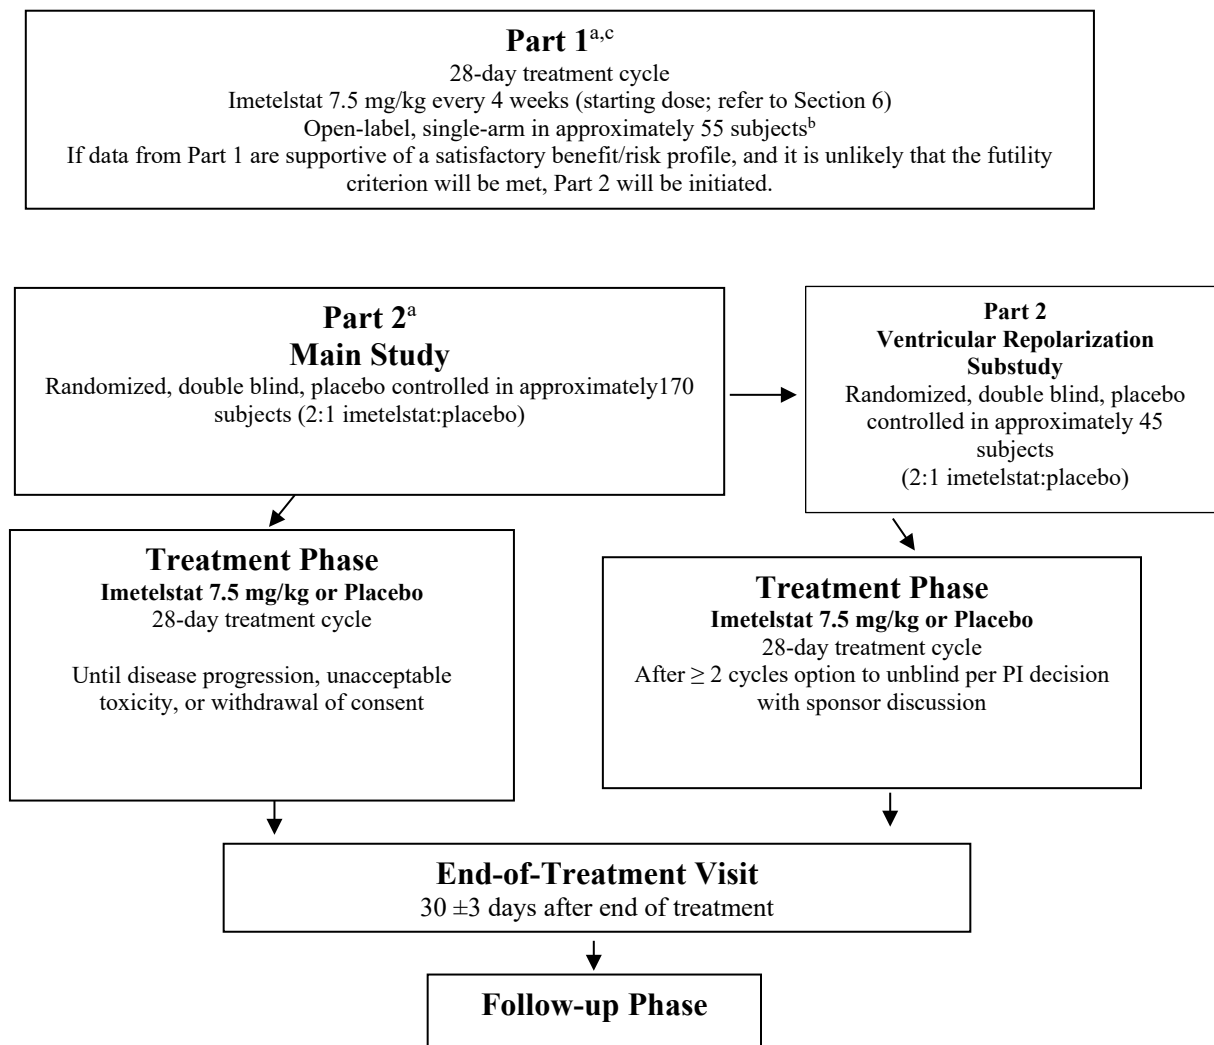 Part 1a,c
28-day treatment cycle
Imetelstat 7.5 mg/kg every 4 weeks (starting dose; refer to Section 6)
Open-label, single-arm in approximately 55 subjectsb
If data from Part 1 are supportive of a satisfactory benefit/risk profile, and it is unlikely that the futility
criterion will be met, Part 2 will be initiated.
Part 2a
Main Study
Randomized, double blind, placebo controlled in approximately170
subjects (2:1 imetelstat:placebo)
Part 2
Ventricular Repolarization
Substudy
Randomized, double blind, placebo
controlled in approximately 45
subjects
(2:1 imetelstat:placebo)
Treatment Phase
Imetelstat 7.5 mg/kg or Placebo
28-day treatment cycle
Until disease progression, unacceptable
toxicity, or withdrawal of consent
Treatment Phase
Imetelstat 7.5 mg/kg or Placebo
28-day treatment cycle
After ≥ 2 cycles option to unblind per PI decision
with sponsor discussion
End-of-Treatment Visit
30 ±3 days after end of treatment
Follow-up Phase